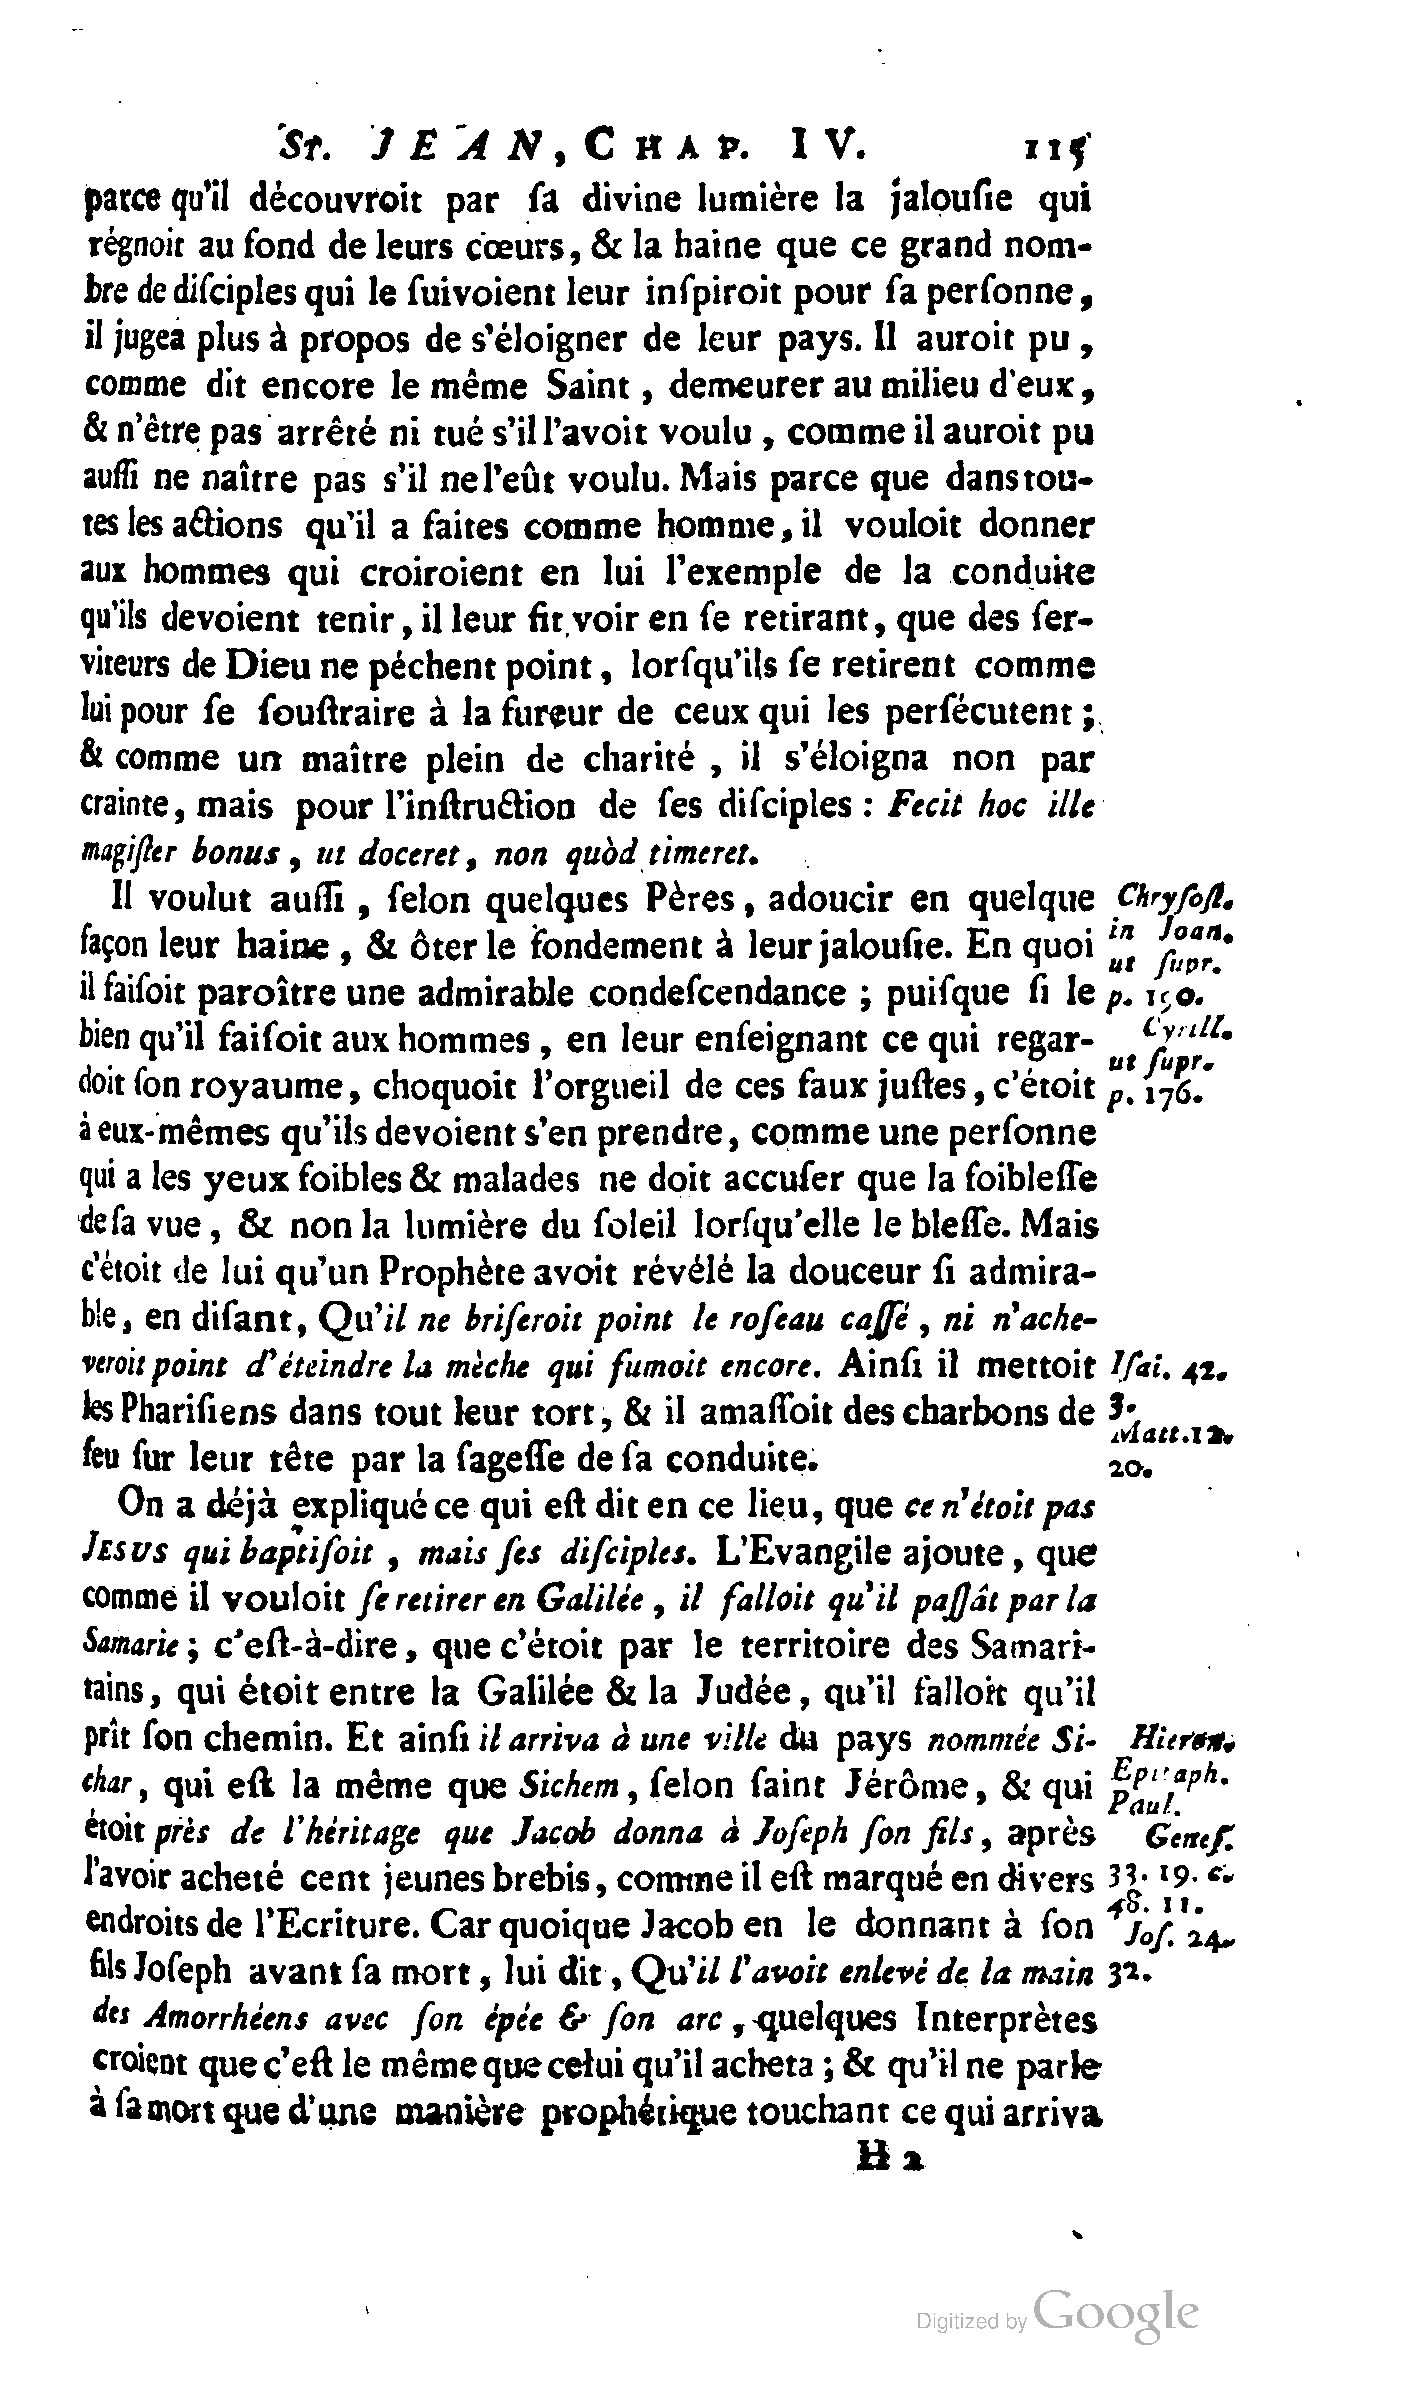 St. JEAN, CHAP. IV. 115
parce qu'il découvroit par ſa divine lumière la jalouſie qui
régnoit au fond de leurs cœurs, & la haine que ce grand nom-
bre de diſciples qui le ſuivoient leur inſpiroit pour ſa perſonne,
il jugea plus à propos de s'éloigner de leur pays. Il auroit pu,
comme dit encore le même Saint, demeurer au milieu d'eux,
& n'être pas arrêté ni tué s'il l'avoit voulu, comme il auroit pu
auſſi ne naître pas s'il ne l'eût voulu. Mais parce que dans tou-
tes les actions qu'il a faites comme homme, il vouloit donner
aux hommes qui croiroient en lui l'exemple de la conduite
qu'ils devoient tenir, il leur fit voir en ſe retirant, que des ſer-
viteurs de Dieu ne péchent point, lorſqu'ils ſe retirent comme
lui pour ſe ſouſtraire à la fureur de ceux qui les perſécutent;
& comme un maître plein de charité, il s'éloigna non par
crainte, mais pour l'inſtruction de ſes diſciples : Fecit hoc ille
magiſter bonus, ut doceret, non quòd timeret.
Il voulut auſſi, ſelon quelques Pères, adoucir en quelque
façon leur haine, & ôter le fondement à leur jalouſie. En quoi
il faiſoit paroître une admirable condeſcendance ; puiſque ſi le
bien qu'il faiſoit aux hommes, en leur enſeignant ce qui regar-
doit ſon royaume, choquoit l'orgueil de ces faux juſtes, c'étoit
à eux-mêmes qu'ils devoient s'en prendre, comme une perſonne
qui a les yeux foibles & malades ne doit accuſer que la foibleſſe
de ſa vue, & non la lumière du ſoleil lorſqu'elle le bleſſe. Mais
c'étoit de lui qu'un Prophète avoit révélé la douceur ſi admira-
ble, en diſant, Qu'il ne briſeroit point le roſeau caſſé, ni n'ache-
veroit point d'éteindre la mèche qui fumoit encore. Ainſi il mettoit
les Phariſiens dans tout leur tort, & il amaſſoit des charbons de
feu ſur leur tête par la ſageſſe de ſa conduite.
On a déjà expliqué ce qui eſt dit en ce lieu, que ce n'étoit pas
JESUS qui baptiſoit, mais ſes diſciples. L'Evangile ajoute, que
comme il vouloit ſe retirer en Galilée, il falloit qu'il paſſât par la
Samarie ; c'eſt-à-dire, que c'étoit par le territoire des Samari-
tains, qui étoit entre la Galilée & la Judée, qu'il falloit qu'il
prît ſon chemin. Et ainſi il arriva à une ville du pays nommée Si-
char, qui eſt la même que Sichem, ſelon ſaint Jérôme, & qui
étoit près de l'héritage que Jacob donna à Joſeph ſon fils, après
l'avoir acheté cent jeunes brebis, comme il eſt marqué en divers
endroits de l'Ecriture. Car quoique Jacob en le donnant à ſon
fils Joſeph avant ſa mort, lui dit, Qu'il l'avoit enlevé de la main
des Amorrhéens avec ſon épée & ſon arc, quelques Interprètes
croient que c'eſt le même que celui qu'il acheta ; & qu'il ne parle
à ſa mort que d'une manière prophétique touchant ce qui arriva
H 2
Chryſoſt.
in Joan.
ut ſupr.
p. 190.
Cyrill.
ut ſupr.
p. 176.
Iſai. 42.
3.
Matt. 12.
20.
Hieron.
Epitaph.
Paul.
Geneſ.
33. 19. &
48. 11.
Joſ. 24.
32.
Digitized by Google